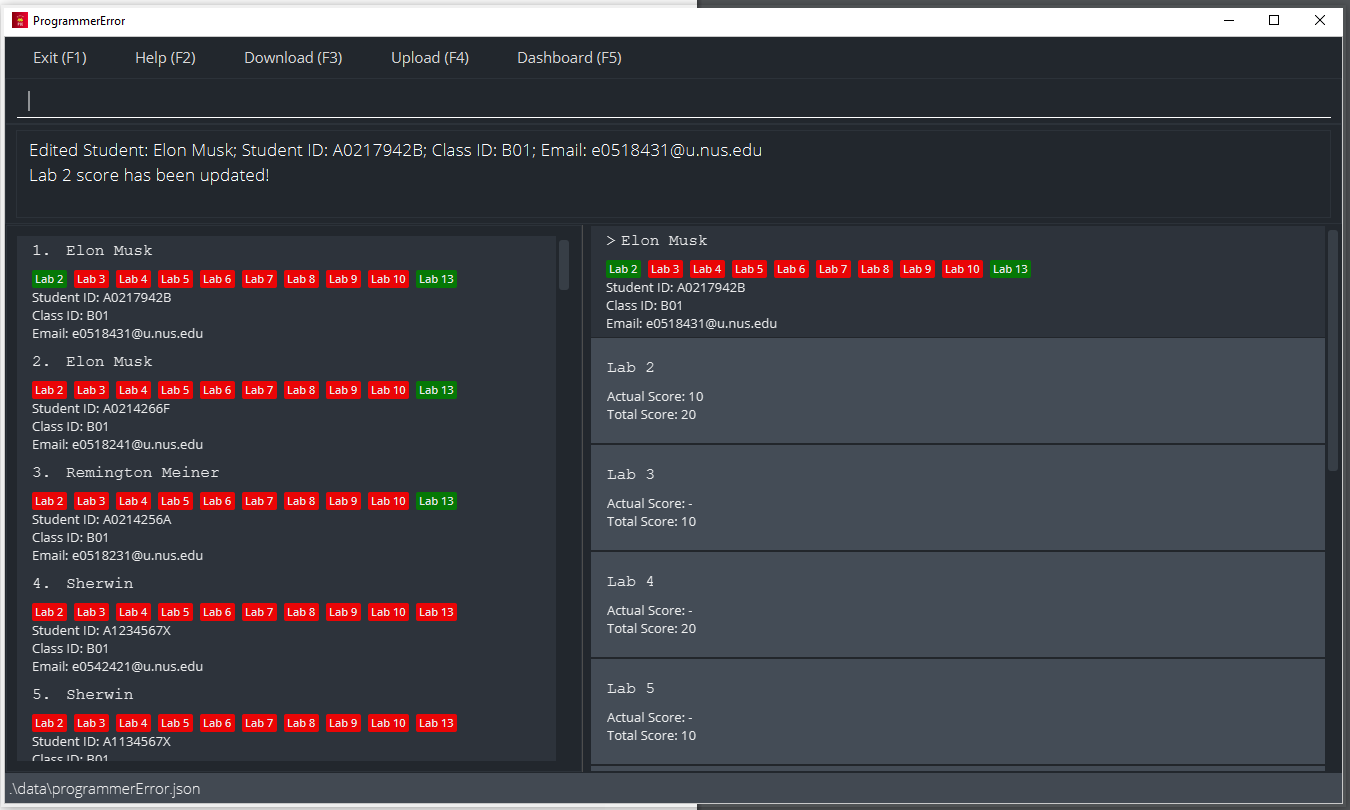 ProgrammerError
Exit (F1) Help (F2) Download (F3) Upload (F4) Dashboard (F5)
Edited Student: Elon Musk; Student ID: A0217942B; Class ID: B01; Email: e0518431@u.nus.edu
Lab 2 score has been updated!
1. Elon Musk
Lab 2 Lab 3 Lab 4 Lab 5 Lab 6 Lab 7 Lab 8 Lab 9 Lab 10 Lab 13
Student ID: A0217942B
Class ID: B01
Email: e0518431@u.nus.edu
2. Elon Musk
Lab 2 Lab 3 Lab 4 Lab 5 Lab 6 Lab 7 Lab 8 Lab 9 Lab 10 Lab 13
Student ID: A0214266F
Class ID: B01
Email: e0518241@u.nus.edu
3. Remington Meiner
Lab 2 Lab 3 Lab 4 Lab 5 Lab 6 Lab 7 Lab 8 Lab 9 Lab 10 Lab 13
Student ID: A0214256A
Class ID: B01
Email: e0518231@u.nus.edu
4. Sherwin
Lab 2 Lab 3 Lab 4 Lab 5 Lab 6 Lab 7 Lab 8 Lab 9 Lab 10 Lab 13
Student ID: A1234567X
Class ID: B01
Email: e0542421@u.nus.edu
5. Sherwin
Lab 2 Lab 3 Lab 4 Lab 5 Lab 6 Lab 7 Lab 8 Lab 9 Lab 10 Lab 13
Student ID: A1134567X
Class ID: B01
> Elon Musk
Lab 2 Lab 3 Lab 4 Lab 5 Lab 6 Lab 7 Lab 8 Lab 9 Lab 10 Lab 13
Student ID: A0217942B
Class ID: B01
Email: e0518431@u.nus.edu
Lab 2
Actual Score: 10
Total Score: 20
Lab 3
Actual Score: -
Total Score: 10
Lab 4
Actual Score: -
Total Score: 20
Lab 5
Actual Score: -
Total Score: 10
.\data\programmerError.json